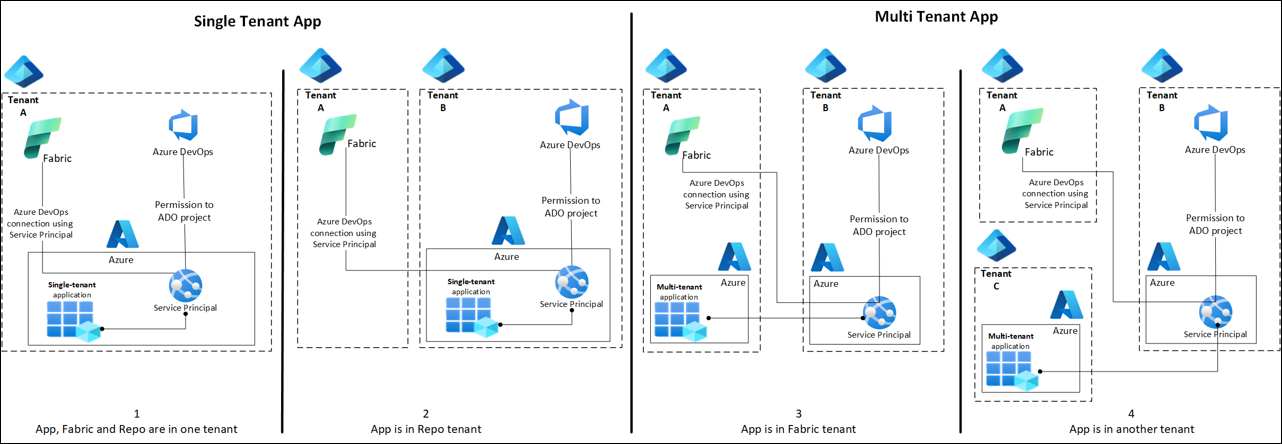 Single Tenant App
Multi Tenant App
Tenant
A
Fabric
Azure DevOps
Azure DevOps
connection using
Service Principal
Permission to
ADO project
Azure
Single-tenant
application
Service Principal
1
App, Fabric and Repo are in one tenant
Tenant
A
Fabric
Azure DevOps
connection using
Service Principal
Tenant
B
Azure DevOps
Permission to
ADO project
Azure
Single-tenant
application
Service Principal
2
App is in Repo tenant
Tenant
A
Fabric
Azure DevOps
connection using
Service Principal
Azure
Multi-tenant
application
Tenant
B
Azure DevOps
Permission to
ADO project
Azure
Service Principal
3
App is in Fabric tenant
Tenant
A
Fabric
Azure DevOps
connection using
Service Principal
Tenant
C
Azure
Multi-tenant
application
Tenant
B
Azure DevOps
Permission to
ADO project
Azure
Service Principal
4
App is in another tenant